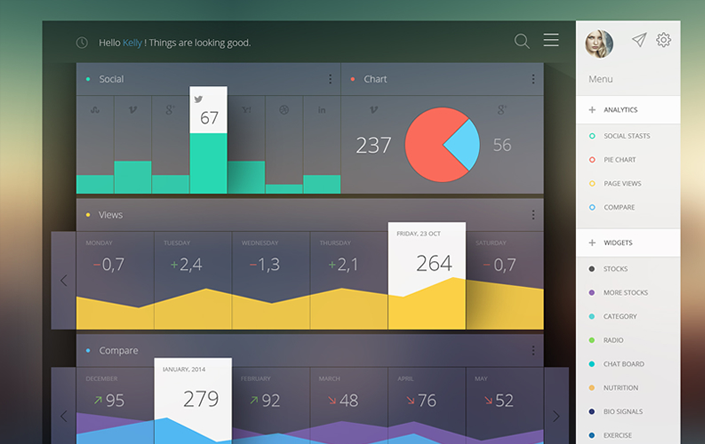 Hello Kelly ! Things are looking good.
Menu
Social
Chart
67
237
56
+ ANALYTICS
SOCIAL STASTS
PIE CHART
PAGE VIEWS
COMPARE
Views
MONDAY
TUESDAY
WEDNESDAY
THURSDAY
FRIDAY, 23 OCT
SATURDAY
−0,7
+2,4
−1,3
+2,1
264
−0,7
+ WIDGETS
STOCKS
MORE STOCKS
CATEGORY
RADIO
CHAT BOARD
NUTRITION
BIO SIGNALS
EXERCISE
Compare
DECEMBER
JANUARY, 2014
FEBRUARY
MARCH
APRIL
MAY
95
279
92
48
76
52